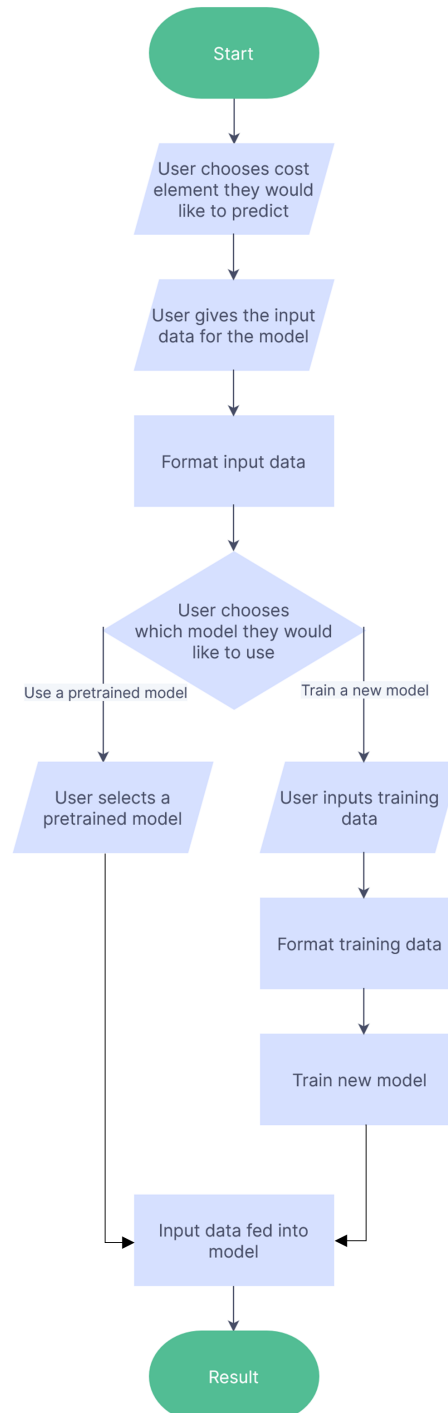 Start
User chooses cost
element they would
like to predict
User gives the input
data for the model
Format input data
User chooses
which model they would
like to use
Use a pretrained model
Train a new model
User selects a
pretrained model
User inputs training
data
Format training data
Train new model
Input data fed into
model
Result